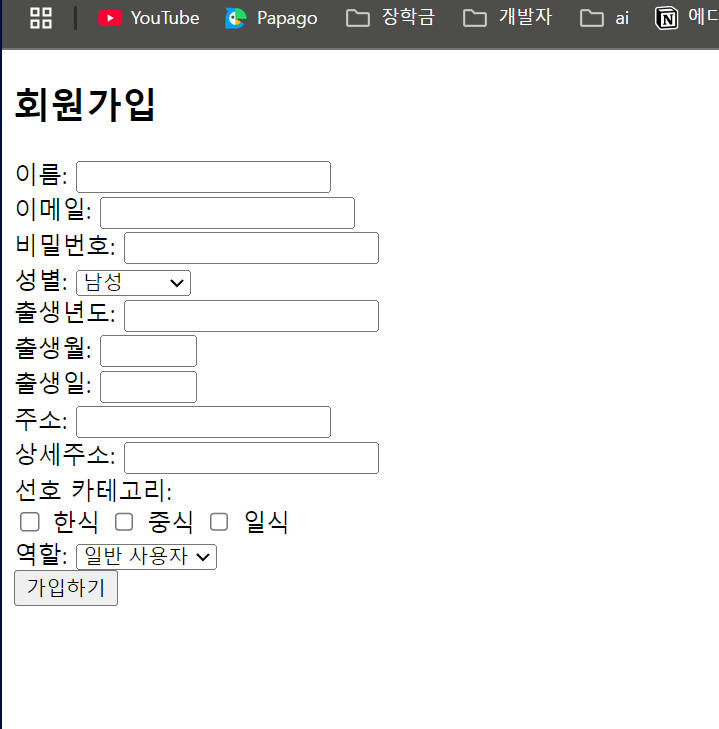 YouTube Papago 장학금 개발자 ai
회원가입
이름:
이메일:
비밀번호:
성별: 남성
출생년도:
출생월:
출생일:
주소:
상세주소:
선호 카테고리:
한식 중식 일식
역할: 일반 사용자
가입하기